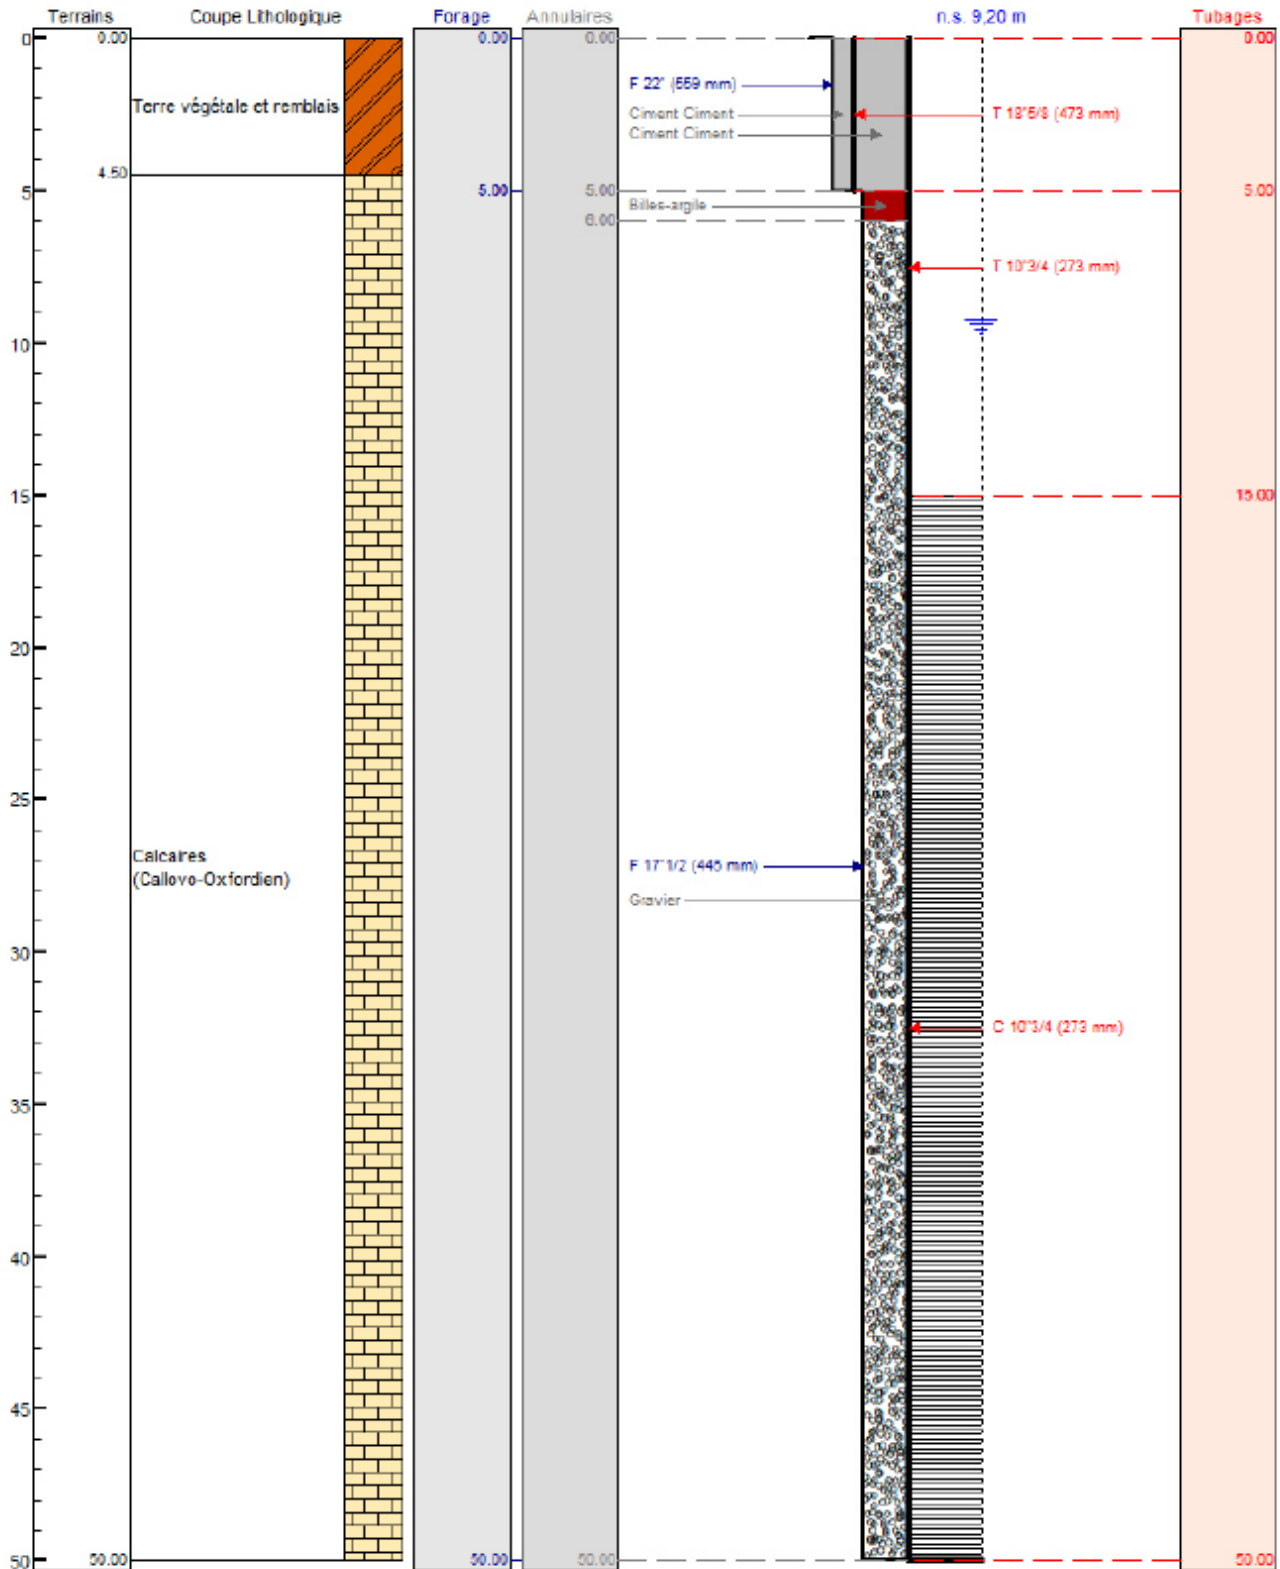 Terrains Coupe Lithologique Forage Annulaires n.s. 9,20 m Tubages
0 0.00 0.00 0.00 0.00
F 22" (559 mm)
Terre végétale et remblais Ciment Ciment T 18"5/8 (473 mm)
Ciment Ciment
4.50
5 5.00 5.00 5.00
Billes-argile
6.00
T 10"3/4 (273 mm)
10
15 15.00
20
25
Calcaires
(Callovo-Oxfordien)
F 17"1/2 (445 mm)
Gravier
30
C 10"3/4 (273 mm)
35
40
45
50 50.00 50.00 50.00 50.00